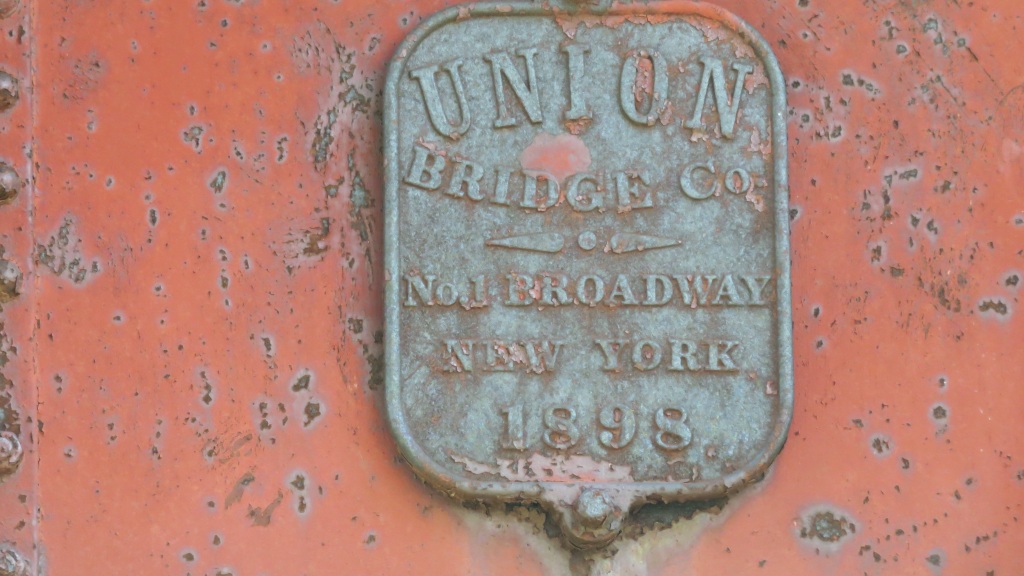 UNION
BRIDGE Co.
No. 1 BROADWAY
NEW YORK
1898